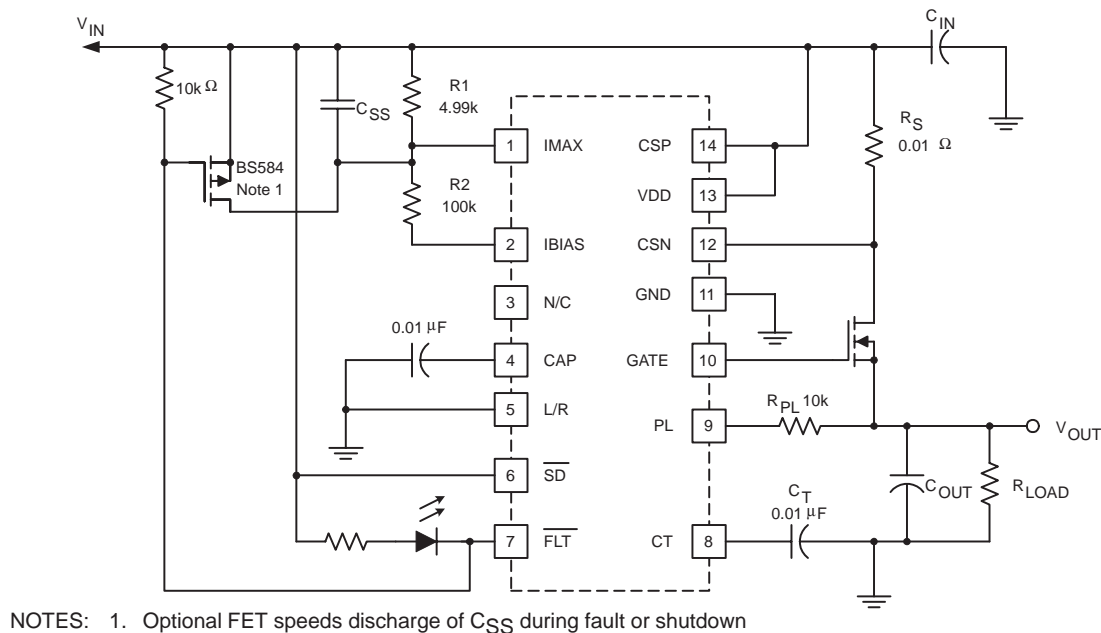 VIN
CIN
10k Ω
CSS
R1
4.99k
RS
0.01 Ω
BS584
Note 1
R2
100k
1 IMAX
CSP 14
VDD 13
2 IBIAS
CSN 12
3 N/C
GND 11
0.01 µF
4 CAP
GATE 10
5 L/R
RPL 10k
PL 9
VOUT
6 SD
COUT
RLOAD
CT
0.01 µF
7 FLT
CT 8
NOTES: 1. Optional FET speeds discharge of CSS during fault or shutdown